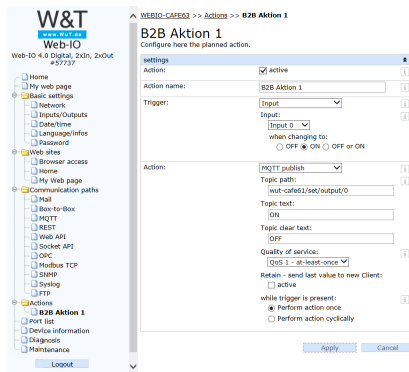 W&T
www.WuT.de
Web-IO
Web-IO 4.0 Digital, 2xIn, 2xOut
#57737
Home
My web page
Basic settings
Network
Inputs/Outputs
Date/time
Language/infos
Password
Web sites
Browser access
Home
My Web page
Communication paths
Mail
Box-to-Box
MQTT
REST
Web API
Socket API
OPC
Modbus TCP
SNMP
Syslog
FTP
Actions
B2B Aktion 1
Port list
Device information
Diagnosis
Maintenance
Logout
WEBIO-CAFE63 >> Actions >> B2B Aktion 1
B2B Aktion 1
Configure here the planned action.
settings
Action: active
Action name: B2B Aktion 1
Trigger: Input
Input:
Input 0
when changing to:
OFF ON OFF or ON
Action: MQTT publish
Topic path:
wut-cafe61/set/output/0
Topic text:
ON
Topic clear text:
OFF
Quality of service:
QoS 1 - at-least-once
Retain - send last value to new Client:
active
while trigger is present:
Perform action once
Perform action cyclically
Apply Cancel